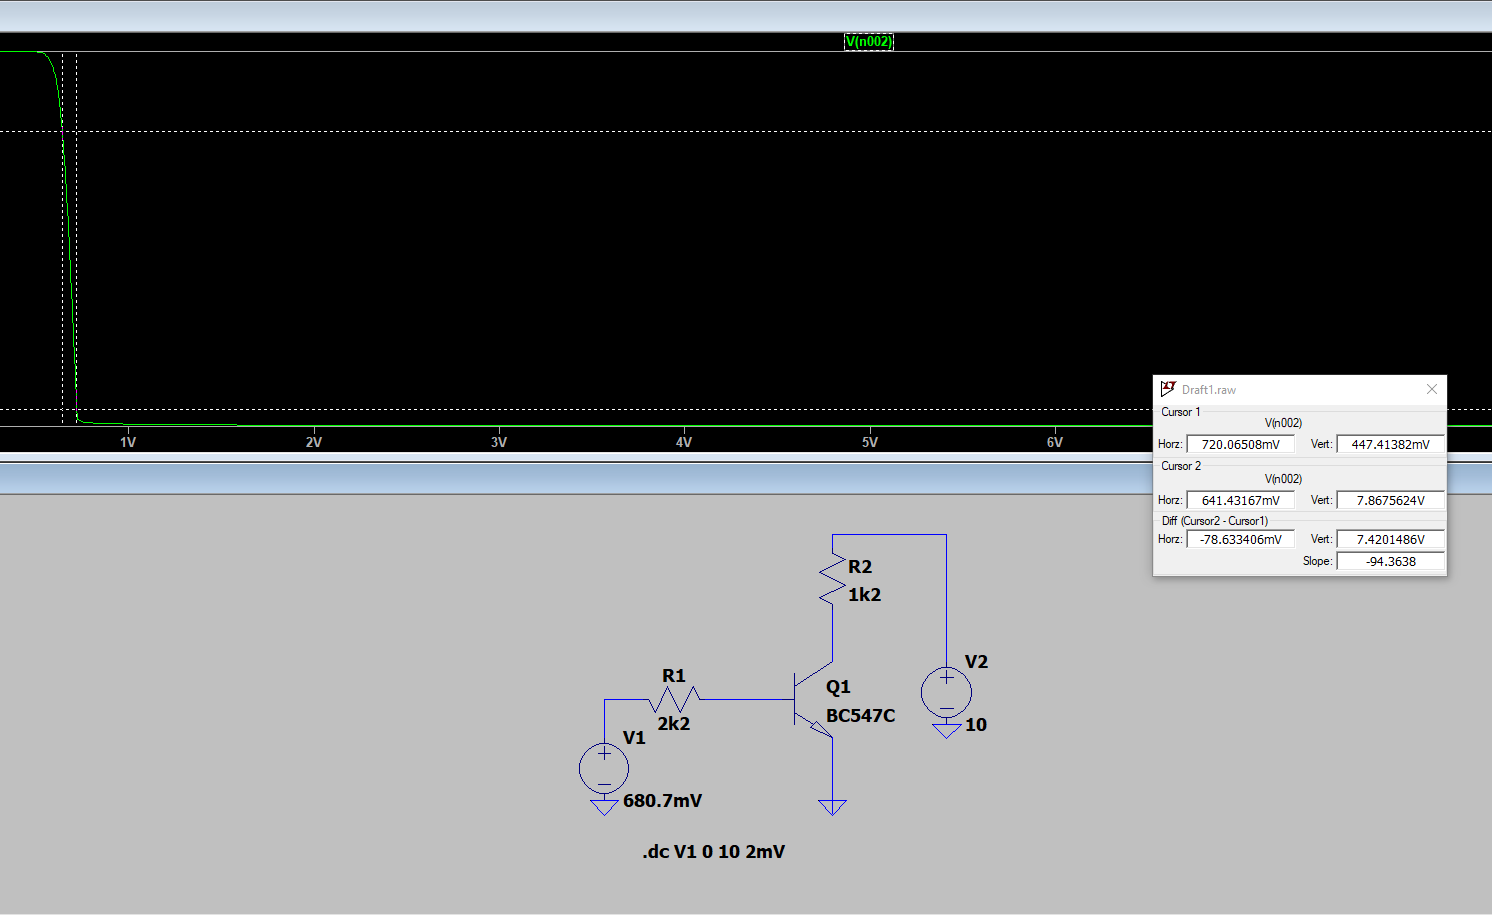 V(n002)
1V 2V 3V 4V 5V 6V
Draft1.raw
Cursor 1
V(n002)
Horz: 720.06508mV Vert: 447.41382mV
Cursor 2
V(n002)
Horz: 641.43167mV Vert: 7.8675624V
Diff (Cursor2 - Cursor1)
Horz: -78.633406mV Vert: 7.4201486V
Slope: -94.3638
R2
1k2
V2
R1
Q1
2k2
BC547C
10
V1
680.7mV
.dc V1 0 10 2mV